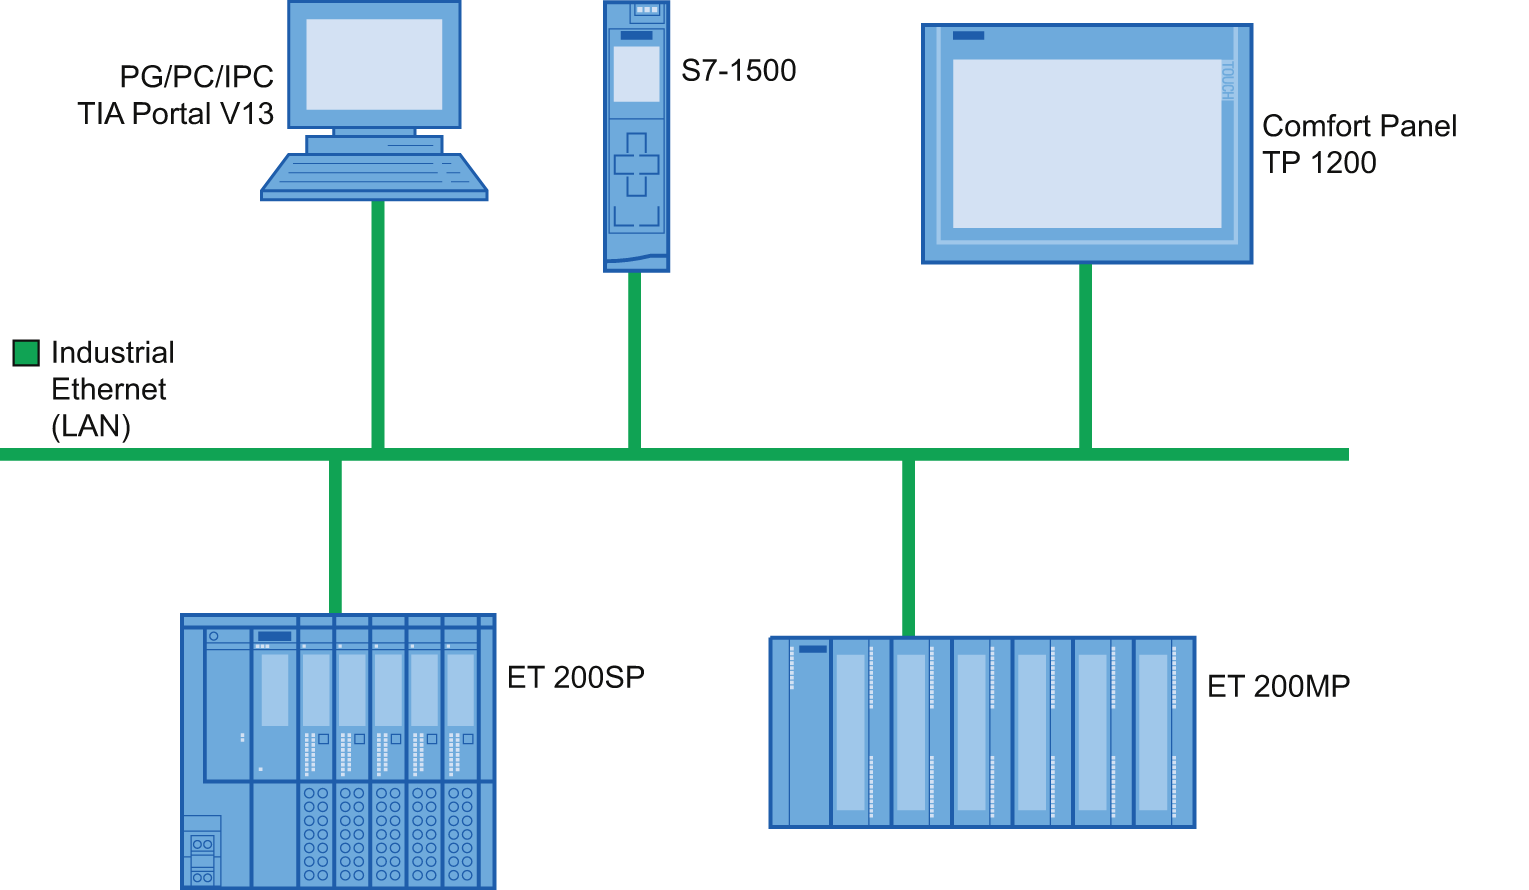 PG/PC/IPC
TIA Portal V13
S7-1500
TOUCH
Comfort Panel
TP 1200
Industrial
Ethernet
(LAN)
ET 200SP
ET 200MP